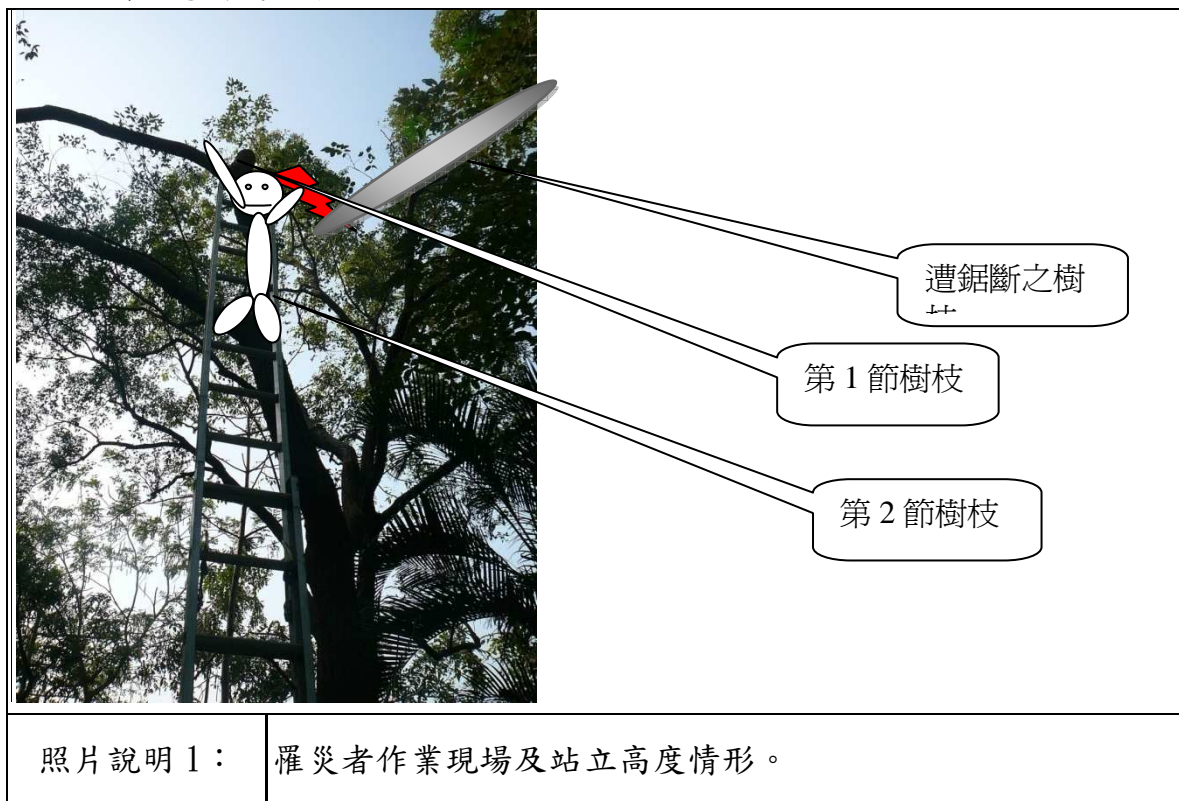 遭鋸斷之樹
第 1 節樹枝
第 2 節樹枝
照片說明 1：
罹災者作業現場及站立高度情形。